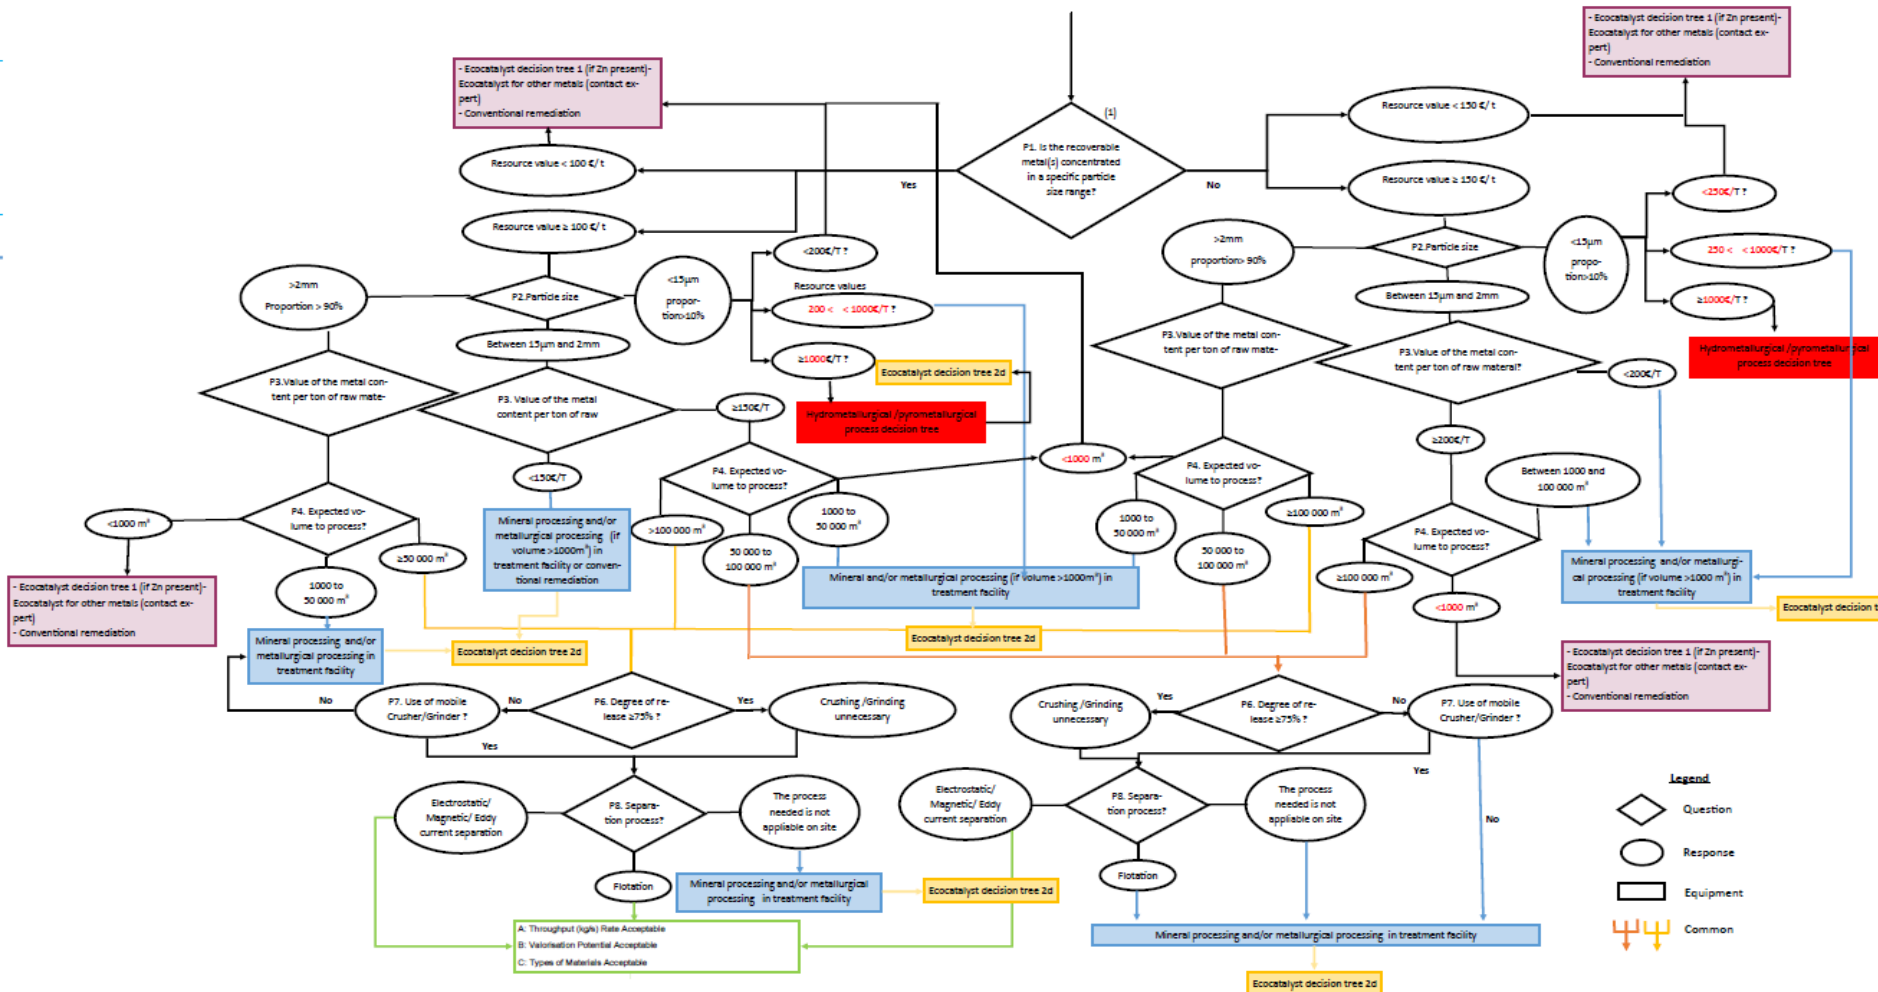 - Ecocatalyst decision tree 1 (if Zn present)-
Ecocatalyst for other metals (contact ex-
pert)
- Conventional remediation
- Ecocatalyst decision tree 1 (if Zn present)-
Ecocatalyst for other metals (contact ex-
pert)
- Conventional remediation
(1)
P1. Is the recoverable
metal(s) concentrated
in a specific particle
size range?
Yes
No
Resource value < 100 €/ t
Resource value ≥ 100 €/ t
Resource value < 150 €/ t
Resource value ≥ 150 €/ t
>2mm
Proportion > 90%
P2.Particle size
<15µm
propor-
tion>10%
<200€/T ?
Resource values
200 < < 1000€/T ?
≥1000€/T ?
Between 15µm and 2mm
Ecocatalyst decision tree 2d
Hydrometallurgical /pyrometallurgical
process decision tree
>2mm
proportion> 90%
P2.Particle size
<15µm
propo-
tion>10%
<250€/T ?
250 < < 1000€/T ?
≥1000€/T ?
Between 15µm and 2mm
Hydrometallurgical /pyrometallurgical
process decision tree
P3.Value of the metal con-
tent per ton of raw mate-
P3. Value of the metal
content per ton of raw
≥150€/T
<150€/T
P3.Value of the metal con-
tent per ton of raw mate-
P3.Value of the metal con-
tent per ton of raw materal?
<200€/T
≥200€/T
P4. Expected vo-
lume to process?
<1000 m³
≥50 000 m³
1000 to
50 000 m³
P4. Expected vo-
lume to process?
>100 000 m³
50 000 to
100 000 m³
1000 to
50 000 m³
<1000 m³
P4. Expected vo-
lume to process?
1000 to
50 000 m³
50 000 to
100 000 m³
≥100 000 m³
P4. Expected vo-
lume to process?
Between 1000 and
100 000 m³
≥100 000 m³
<1000 m³
- Ecocatalyst decision tree 1 (if Zn present)-
Ecocatalyst for other metals (contact ex-
pert)
- Conventional remediation
Mineral processing and/or
metallurgical processing (if
volume >1000m³) in
treatment facility or conven-
tional remediation
Mineral processing and/or
metallurgical processing in
treatment facility
Ecocatalyst decision tree 2d
Mineral and/or metallurgical processing (if volume >1000m³) in
treatment facility
Ecocatalyst decision tree 2d
Mineral processing and/or metallurgi-
cal processing (if volume >1000 m³) in
treatment facility
Ecocatalyst decision t
- Ecocatalyst decision tree 1 (if Zn present)-
Ecocatalyst for other metals (contact ex-
pert)
- Conventional remediation
No
P7. Use of mobile
Crusher/Grinder ?
No
P6. Degree of re-
lease ≥75% ?
Yes
Crushing /Grinding
unnecessary
Yes
Crushing /Grinding
unnecessary
Yes
P6. Degree of re-
lease ≥75% ?
No
P7. Use of mobile
Crusher/Grinder ?
Yes
No
Electrostatic/
Magnetic/ Eddy
current separation
P8. Separa-
tion process?
The process
needed is not
appliable on site
Flotation
Mineral processing and/or metallurgical
processing in treatment facility
Ecocatalyst decision tree 2d
Electrostatic/
Magnetic/ Eddy
current separation
P8. Separa-
tion process?
The process
needed is not
appliable on site
Flotation
A: Throughput (kg/s) Rate Acceptable
B: Valorisation Potential Acceptable
C: Types of Materials Acceptable
Mineral processing and/or metallurgical processing in treatment facility
Ecocatalyst decision tree 2d
Legend
Question
Response
Equipment
Common